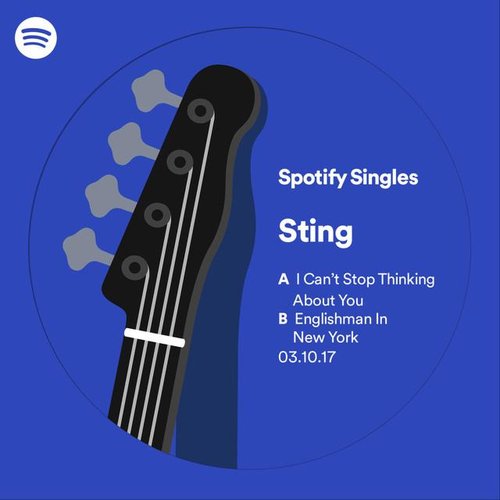 Spotify Singles
Sting
A I Can't Stop Thinking
About You
B Englishman In
New York
03.10.17